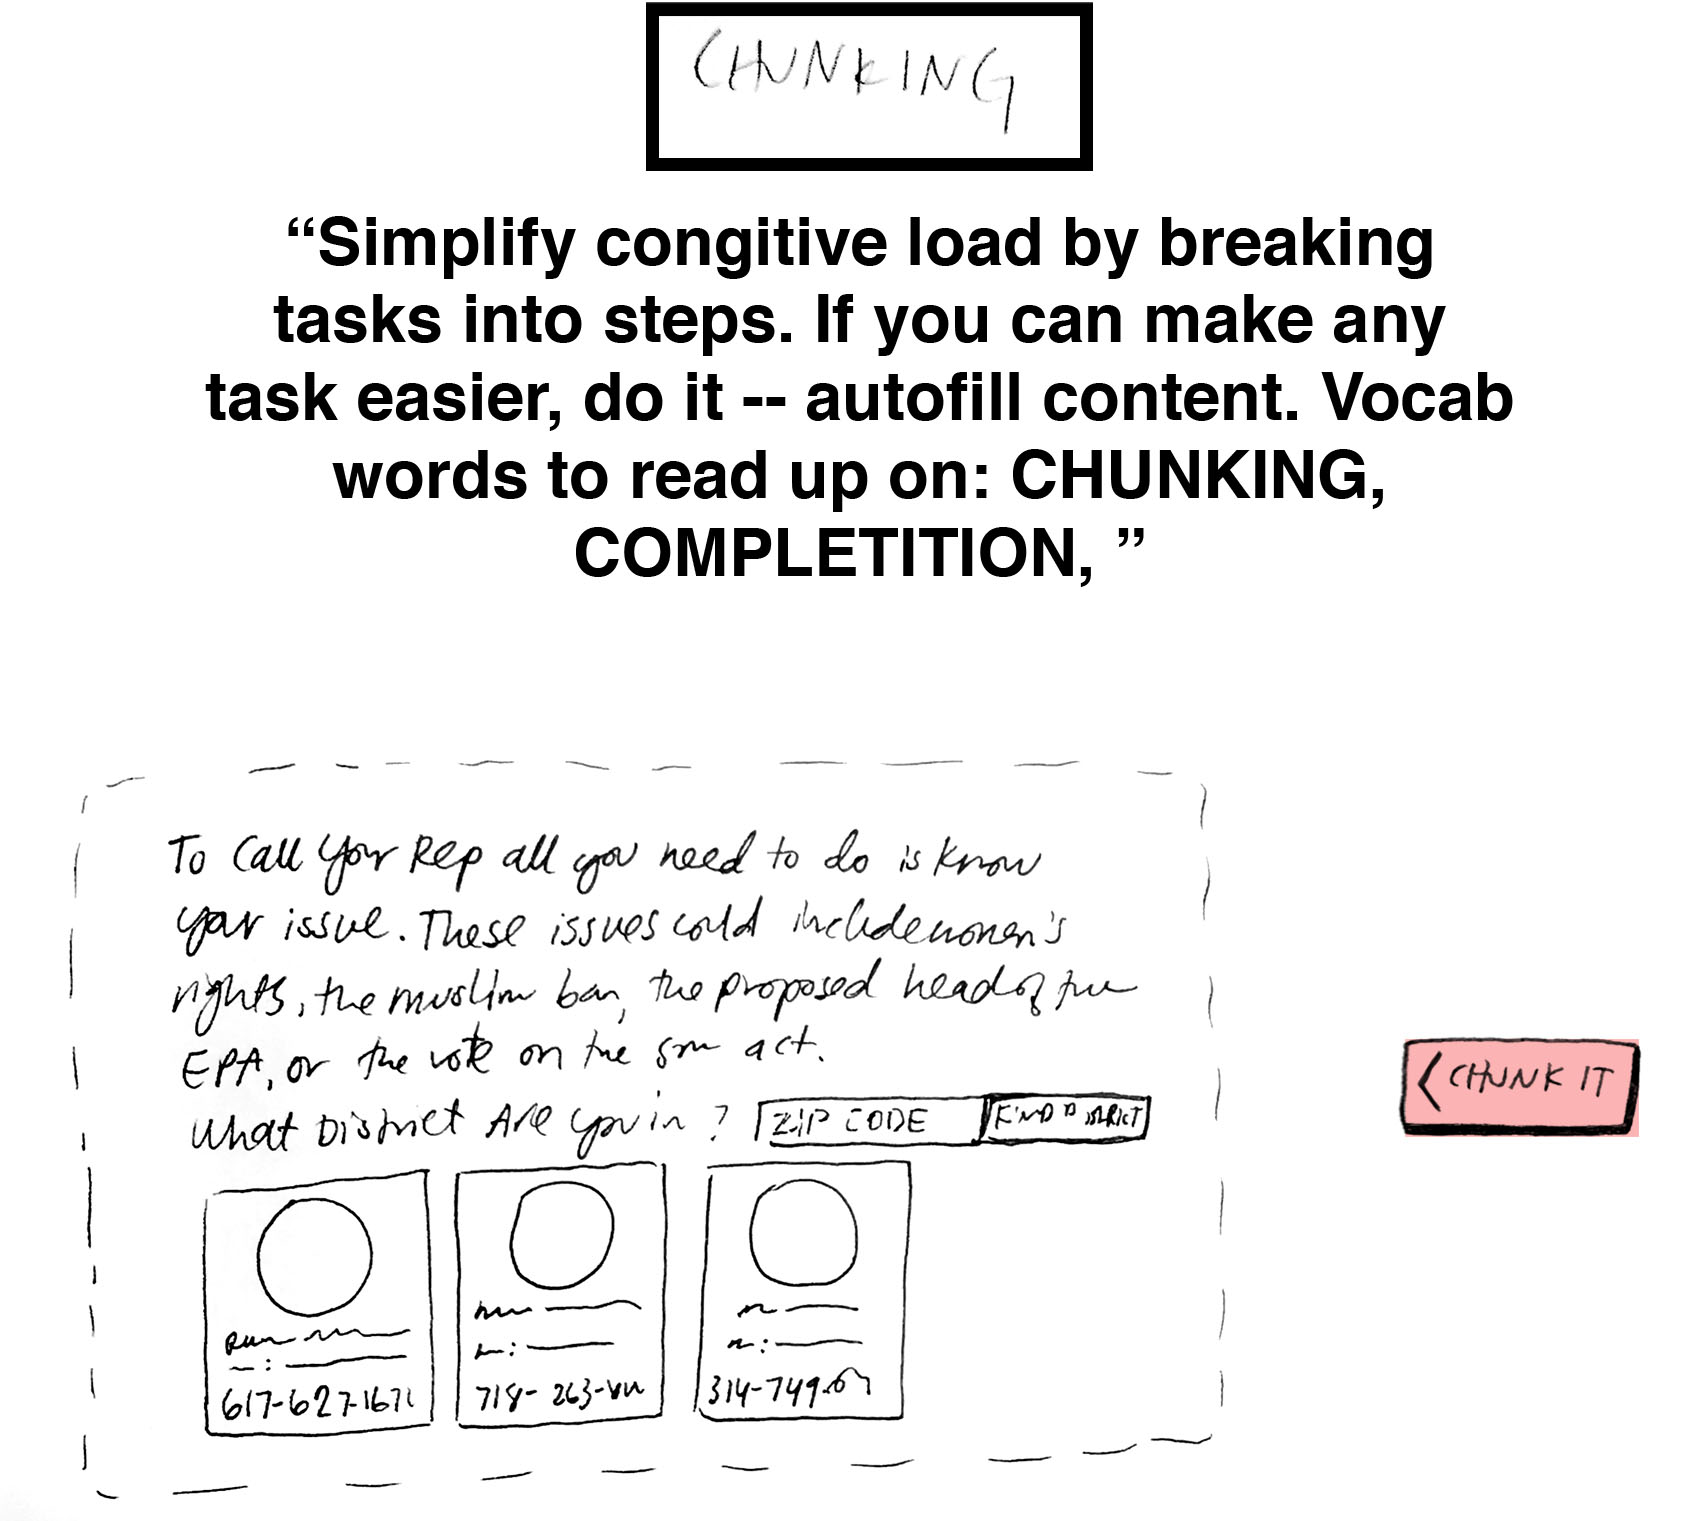 CHUNKING
“Simplify congitive load by breaking
tasks into steps. If you can make any
task easier, do it -- autofill content. Vocab
words to read up on: CHUNKING,
COMPLETITION, ”
To Call Your Rep all you need to do is know
your issue. These issues could include women's
rights, the muslim ban, the proposed head of the
EPA, or the vote on the act.
What District Are you in? ZIP CODE FIND DISTRICT
< CHUNK IT
617-627-1671 718-263- 314-749-